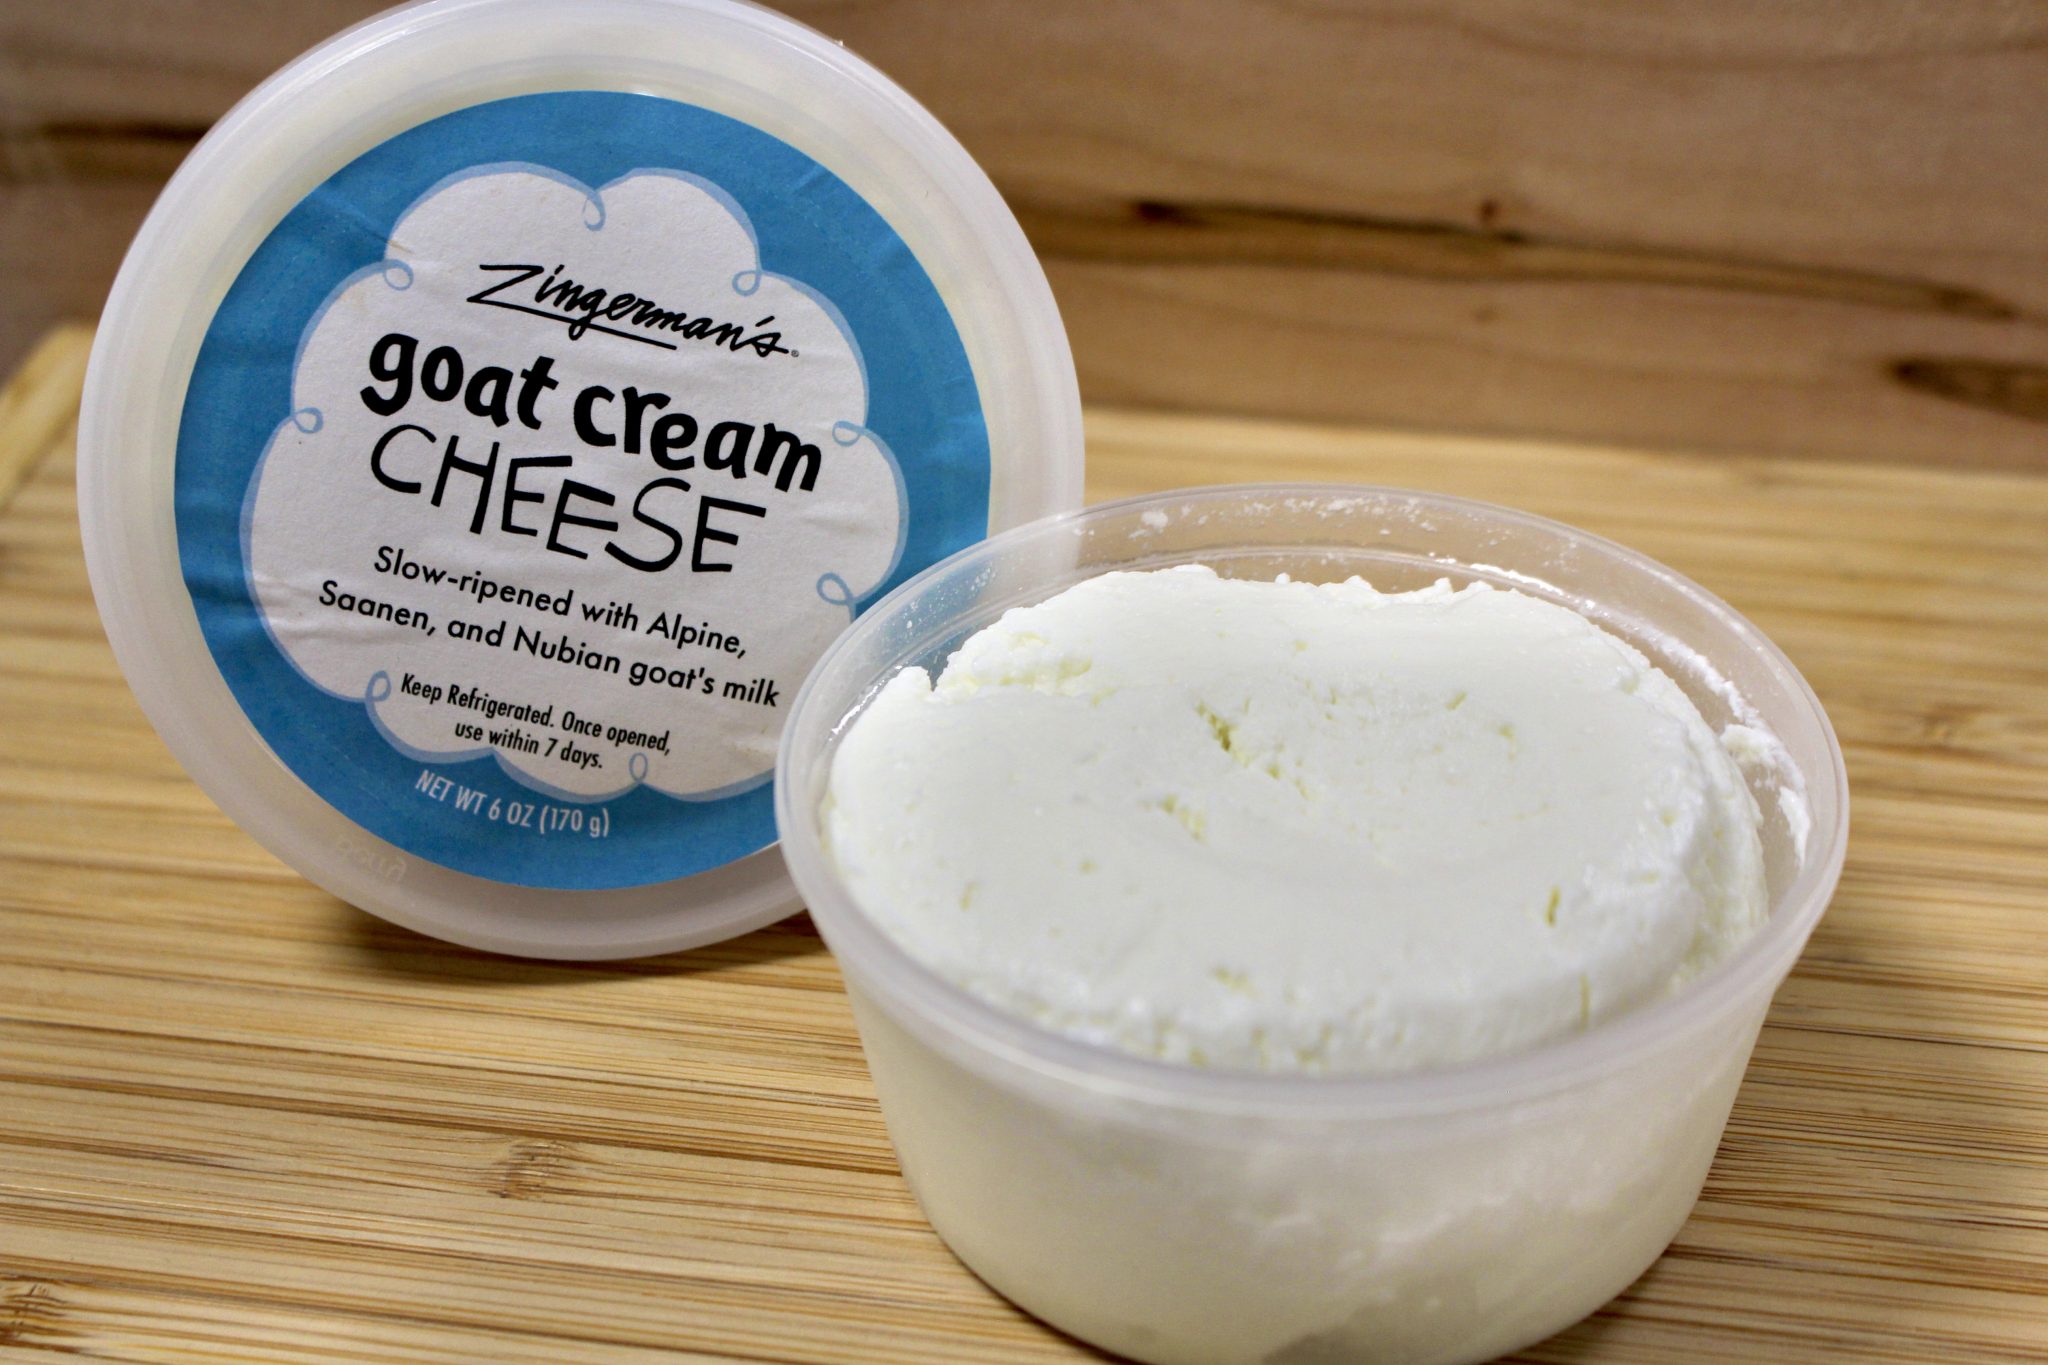 Zingerman's®
goat cream
CHEESE
Slow-ripened with Alpine,
Saanen, and Nubian goat's milk
Keep Refrigerated. Once opened,
use within 7 days.
NET WT 6 OZ (170 g)